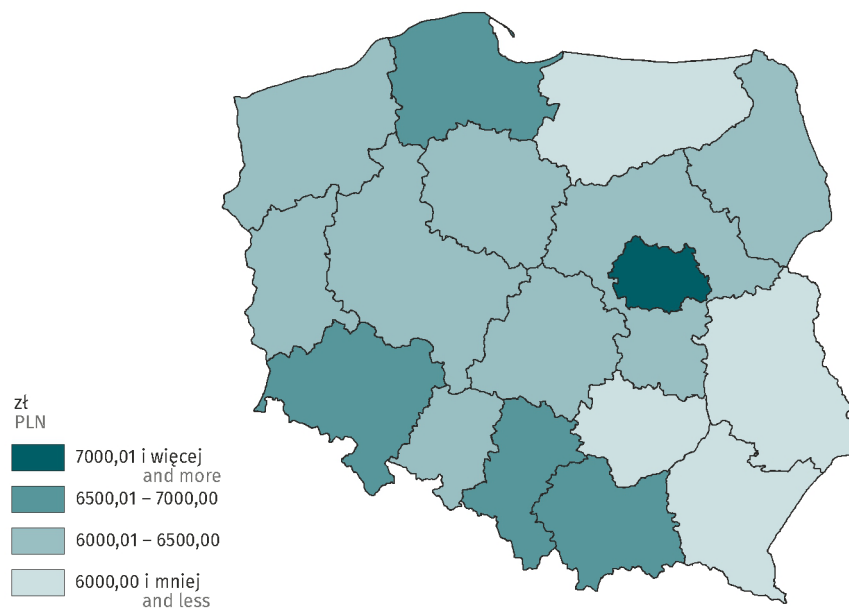 zł
PLN
7000,01 i więcej
and more
6500,01 – 7000,00
6000,01 – 6500,00
6000,00 i mniej
and less